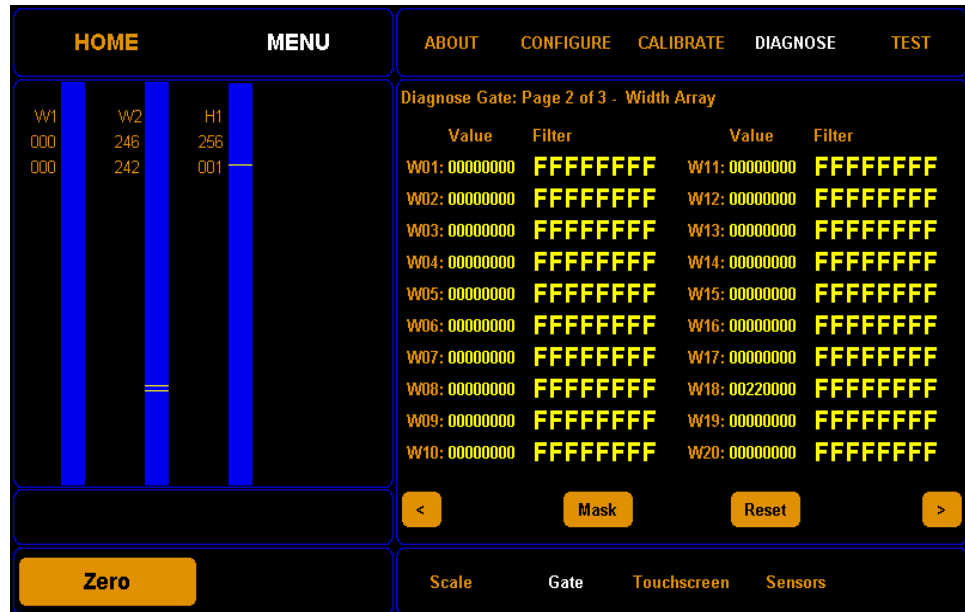 HOME MENU
ABOUT CONFIGURE CALIBRATE DIAGNOSE TEST
W1 W2 H1
000 246 256
000 242 001
Diagnose Gate: Page 2 of 3 - Width Array
Value Filter Value Filter
W01: 00000000 FFFFFFFF W11: 00000000 FFFFFFFF
W02: 00000000 FFFFFFFF W12: 00000000 FFFFFFFF
W03: 00000000 FFFFFFFF W13: 00000000 FFFFFFFF
W04: 00000000 FFFFFFFF W14: 00000000 FFFFFFFF
W05: 00000000 FFFFFFFF W15: 00000000 FFFFFFFF
W06: 00000000 FFFFFFFF W16: 00000000 FFFFFFFF
W07: 00000000 FFFFFFFF W17: 00000000 FFFFFFFF
W08: 00000000 FFFFFFFF W18: 00220000 FFFFFFFF
W09: 00000000 FFFFFFFF W19: 00000000 FFFFFFFF
W10: 00000000 FFFFFFFF W20: 00000000 FFFFFFFF
< Mask Reset >
Zero
Scale Gate Touchscreen Sensors